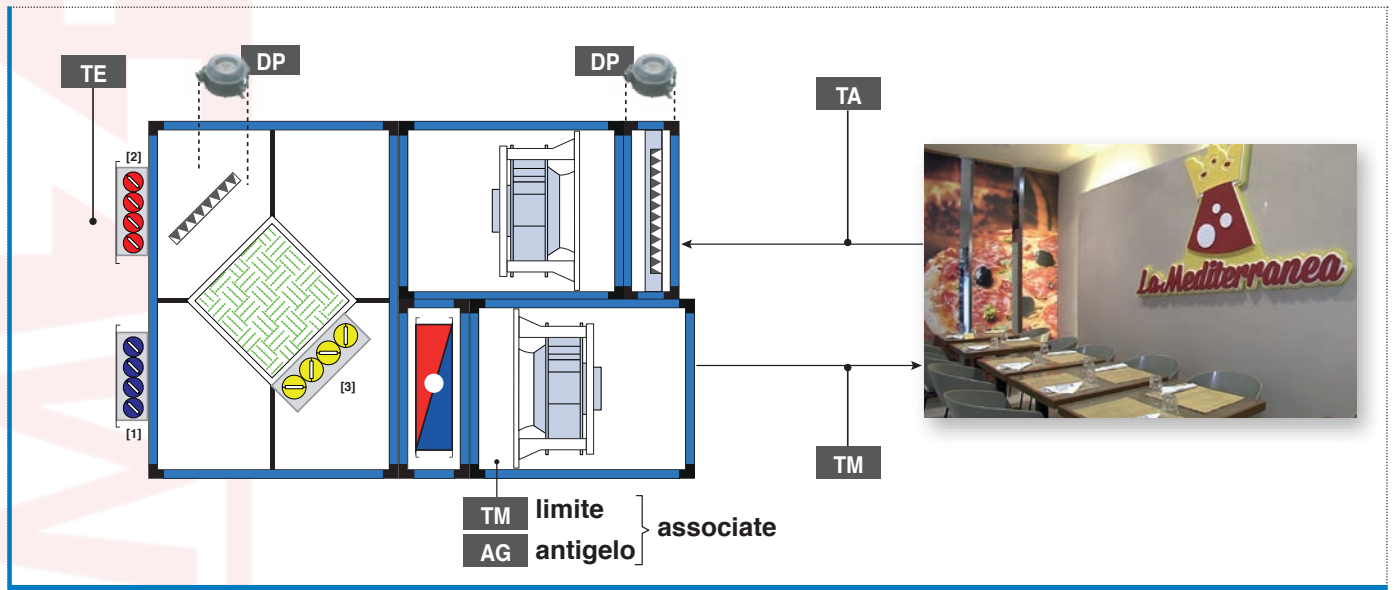 TE
DP
DP
TA
[2]
[1]
[3]
La Mediterranea
TM
TM limite
AG antigelo
associate